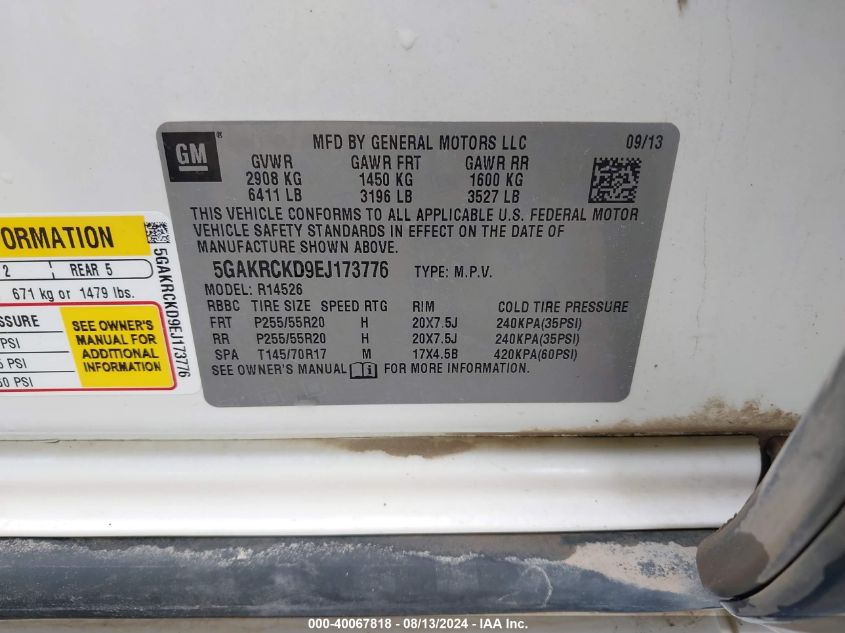 GM ®
MFD BY GENERAL MOTORS LLC 09/13
GVWR GAWR FRT GAWR RR
2908 KG 1450 KG 1600 KG
6411 LB 3196 LB 3527 LB
THIS VEHICLE CONFORMS TO ALL APPLICABLE U.S. FEDERAL MOTOR
VEHICLE SAFETY STANDARDS IN EFFECT ON THE DATE OF
MANUFACTURE SHOWN ABOVE.
5GAKRCKD9EJ173776 TYPE: M.P.V.
MODEL: R14526
RBBC TIRE SIZE SPEED RTG RIM COLD TIRE PRESSURE
FRT P255/55R20 H 20X7.5J 240KPA(35PSI)
RR P255/55R20 H 20X7.5J 240KPA(35PSI)
SPA T145/70R17 M 17X4.5B 420KPA(60PSI)
SEE OWNER'S MANUAL i FOR MORE INFORMATION.
ORMATION
2 REAR 5
671 kg or 1479 lbs.
SSURE
PSI
5 PSI
60 PSI
SEE OWNER'S
MANUAL FOR
ADDITIONAL
INFORMATION
5GAKRCKD9EJ173776
000-40067818 - 08/13/2024 - IAA Inc.